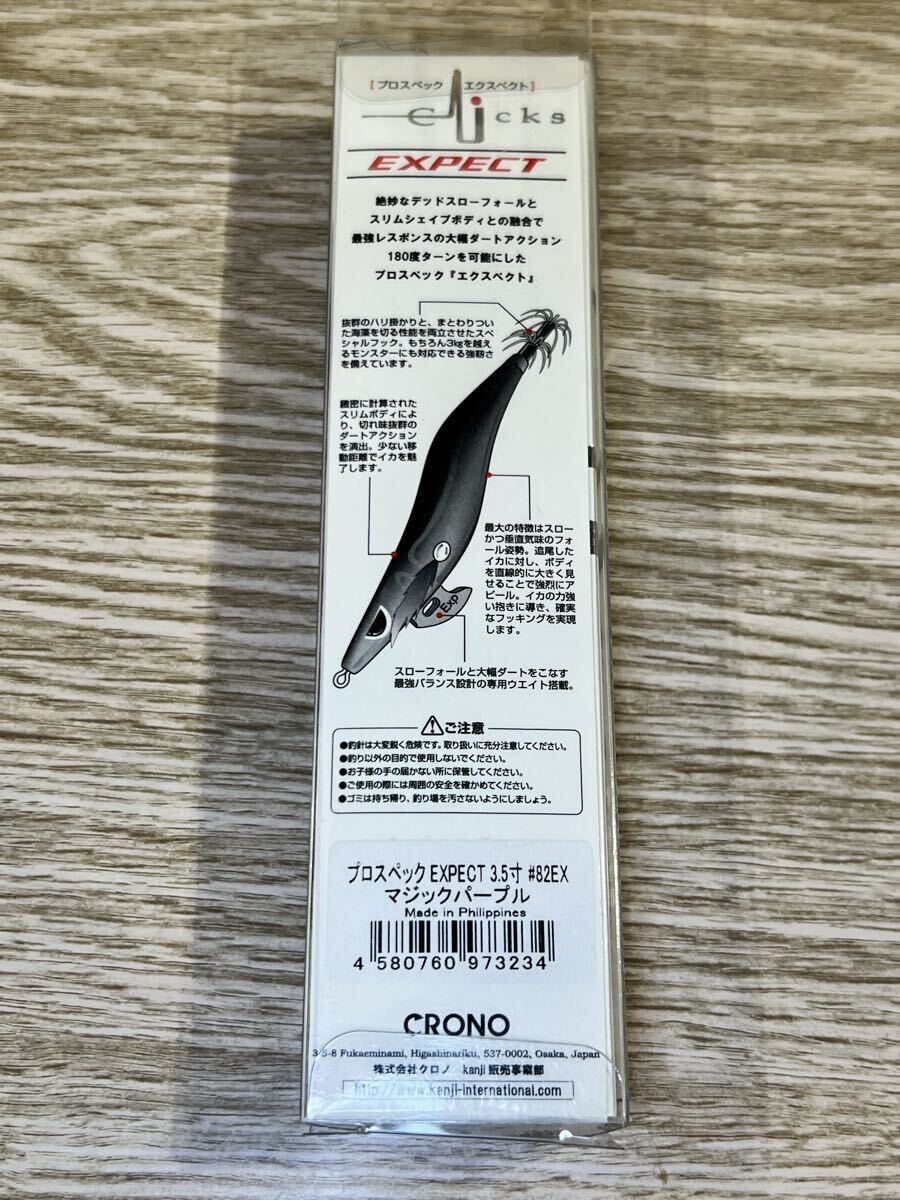 ［プロスペック エクスペクト］
clicks
EXPECT
絶妙なデッドスローフォールと
スリムシェイプボディとの融合で
最強レスポンスの大幅ダートアクション
180度ターンを可能にした
プロスペック『エクスペクト』
抜群のハリ掛かりと、まとわりつい
た海藻を切る性能を両立させたスペ
シャルフック。もちろん3kgを越え
るモンスターにも対応できる強靭さ
を備えています。
緻密に計算された
スリムボディによ
り、切れ味抜群の
ダートアクション
を演出。少ない移
動距離でイカを魅
了します。
最大の特徴はスロー
かつ垂直気味のフォ
ール姿勢。追尾した
イカに対し、ボディ
を直線的に大きく見
せることで強烈にア
ピール。イカの力強
い抱きに導き、確実
なフッキングを実現
します。
Exp
スローフォールと大幅ダートをこなす
最強バランス設計の専用ウエイト搭載。
⚠ご注意
●釣針は大変鋭く危険です。取り扱いに充分注意してください。
●釣り以外の目的で使用しないでください。
●お子様の手の届かない所に保管してください。
●ご使用の際には周囲の安全を確かめてください。
●ゴミは持ち帰り、釣り場を汚さないようにしましょう。
プロスペック EXPECT 3.5寸 #82EX
マジックパープル
Made in Philippines
4 580760 973234
CRONO
3-5-8 Fukaeminami, Higashinariku, 537-0002, Osaka, Japan
株式会社クロノ kanji 販売事業部
http://www.kanji-international.com